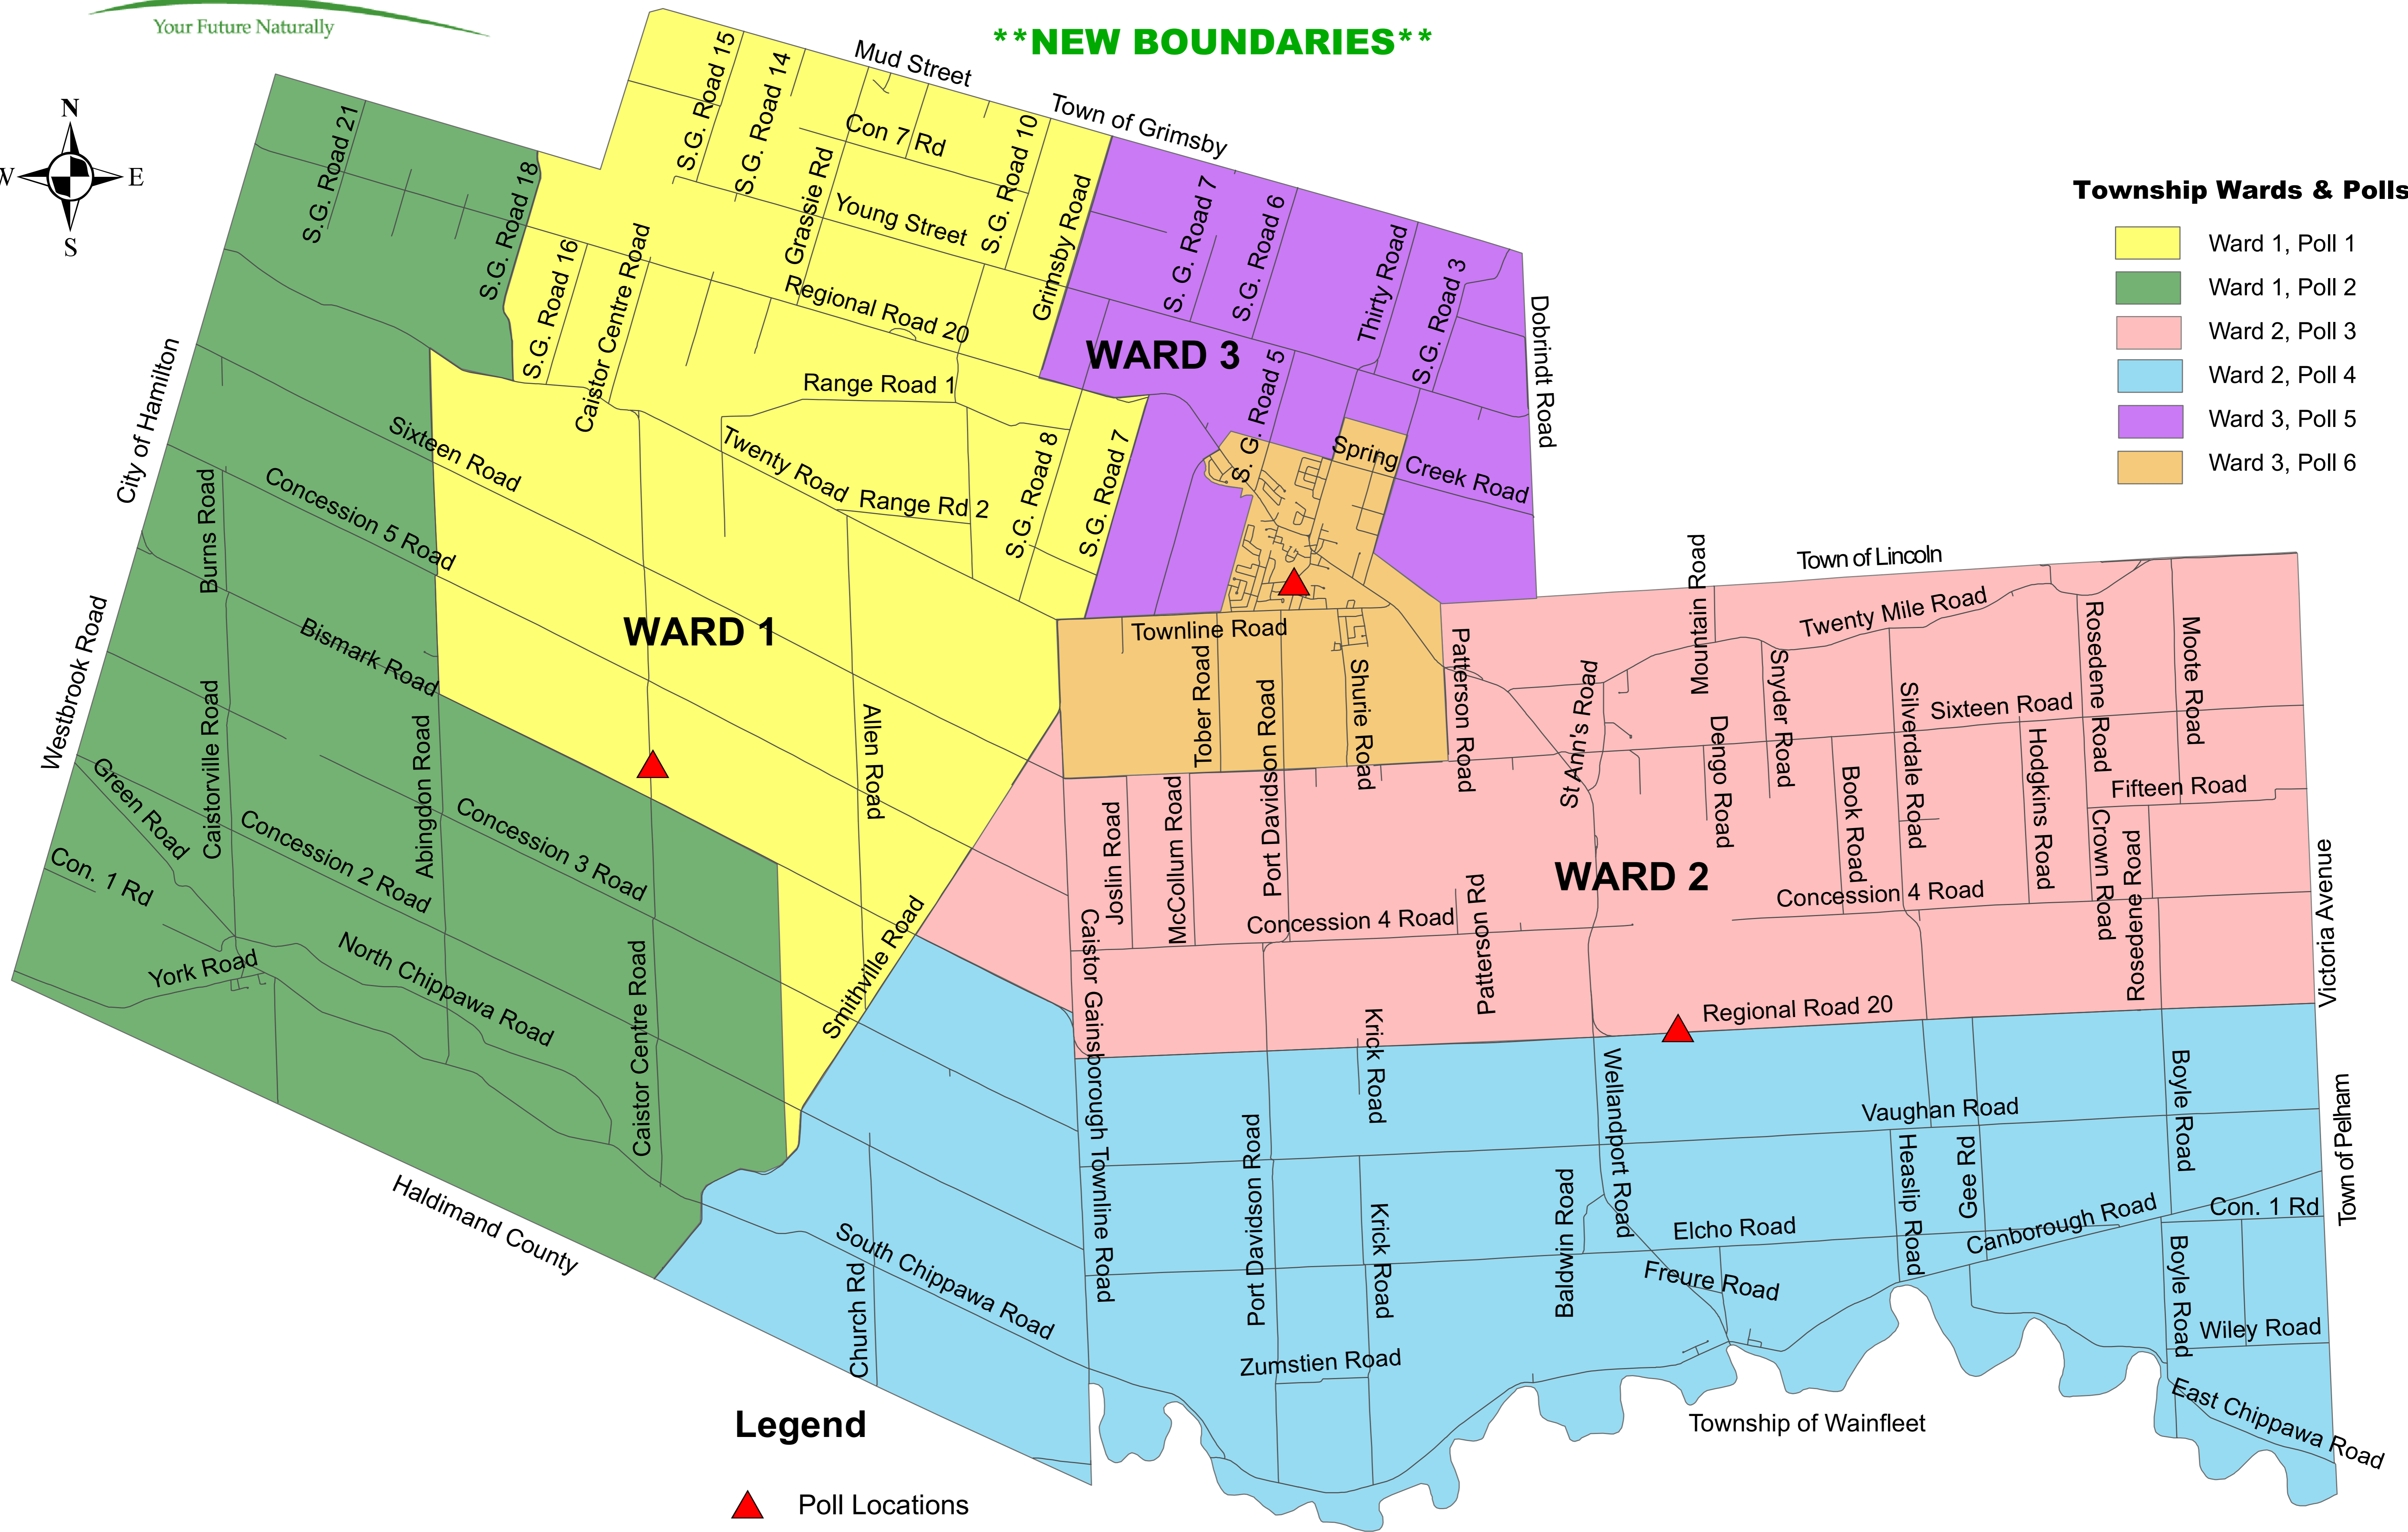 Your Future Naturally
**NEW BOUNDARIES**
N
W
E
S
Township Wards & Polls
Ward 1, Poll 1
Ward 1, Poll 2
Ward 2, Poll 3
Ward 2, Poll 4
Ward 3, Poll 5
Ward 3, Poll 6
Mud Street
Town of Grimsby
S.G. Road 21
S.G. Road 18
S.G. Road 15
S.G. Road 14
Con 7 Rd
S.G. Road 10
Grassie Rd
Young Street
Grimsby Road
S.G. Road 16
Caistor Centre Road
Regional Road 20
S. G. Road 7
S.G. Road 6
Thirty Road
S.G. Road 3
Dobrindt Road
WARD 3
S. G. Road 5
Range Road 1
City of Hamilton
Sixteen Road
Twenty Road
Range Rd 2
S.G. Road 8
S.G. Road 7
Spring Creek Road
Burns Road
Concession 5 Road
Westbrook Road
Bismark Road
WARD 1
Townline Road
Mountain Road
Town of Lincoln
Twenty Mile Road
Tober Road
Port Davidson Road
Shurie Road
Patterson Road
St Ann's Road
Dengo Road
Snyder Road
Silverdale Road
Sixteen Road
Rosedene Road
Moote Road
Hodgkins Road
Book Road
Fifteen Road
Caistorville Road
Abingdon Road
Allen Road
Green Road
Concession 2 Road
Concession 3 Road
Con. 1 Rd
Joslin Road
McCollum Road
WARD 2
Concession 4 Road
Concession 4 Road
Patterson Rd
Crown Road
Rosedene Road
Victoria Avenue
Smithville Road
York Road
North Chippawa Road
Caistor Centre Road
Caistor Gainsborough Townline Road
Regional Road 20
Krick Road
Wellandport Road
Vaughan Road
Boyle Road
Town of Pelham
Haldimand County
South Chippawa Road
Church Rd
Port Davidson Road
Krick Road
Baldwin Road
Elcho Road
Heaslip Road
Gee Rd
Canborough Road
Con. 1 Rd
Freure Road
Boyle Road
Wiley Road
Zumstien Road
East Chippawa Road
Township of Wainfleet
Legend
Poll Locations